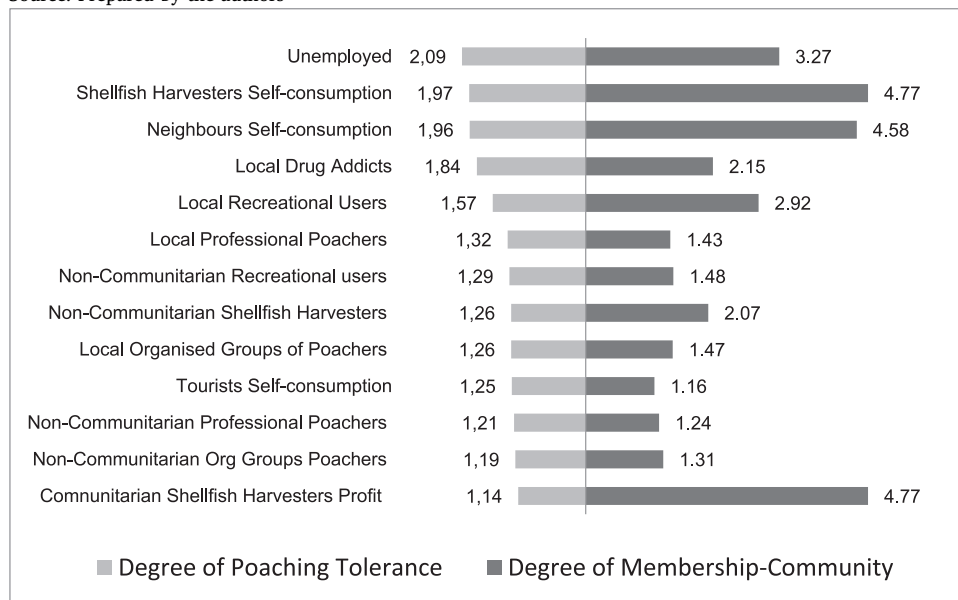 Unemployed 2,09 3.27
Shellfish Harvesters Self-consumption 1,97 4.77
Neighbours Self-consumption 1,96 4.58
Local Drug Addicts 1,84 2.15
Local Recreational Users 1,57 2.92
Local Professional Poachers 1,32 1.43
Non-Communitarian Recreational users 1,29 1.48
Non-Communitarian Shellfish Harvesters 1,26 2.07
Local Organised Groups of Poachers 1,26 1.47
Tourists Self-consumption 1,25 1.16
Non-Communitarian Professional Poachers 1,21 1.24
Non-Communitarian Org Groups Poachers 1,19 1.31
Comnunitarian Shellfish Harvesters Profit 1,14 4.77
Degree of Poaching Tolerance Degree of Membership-Community